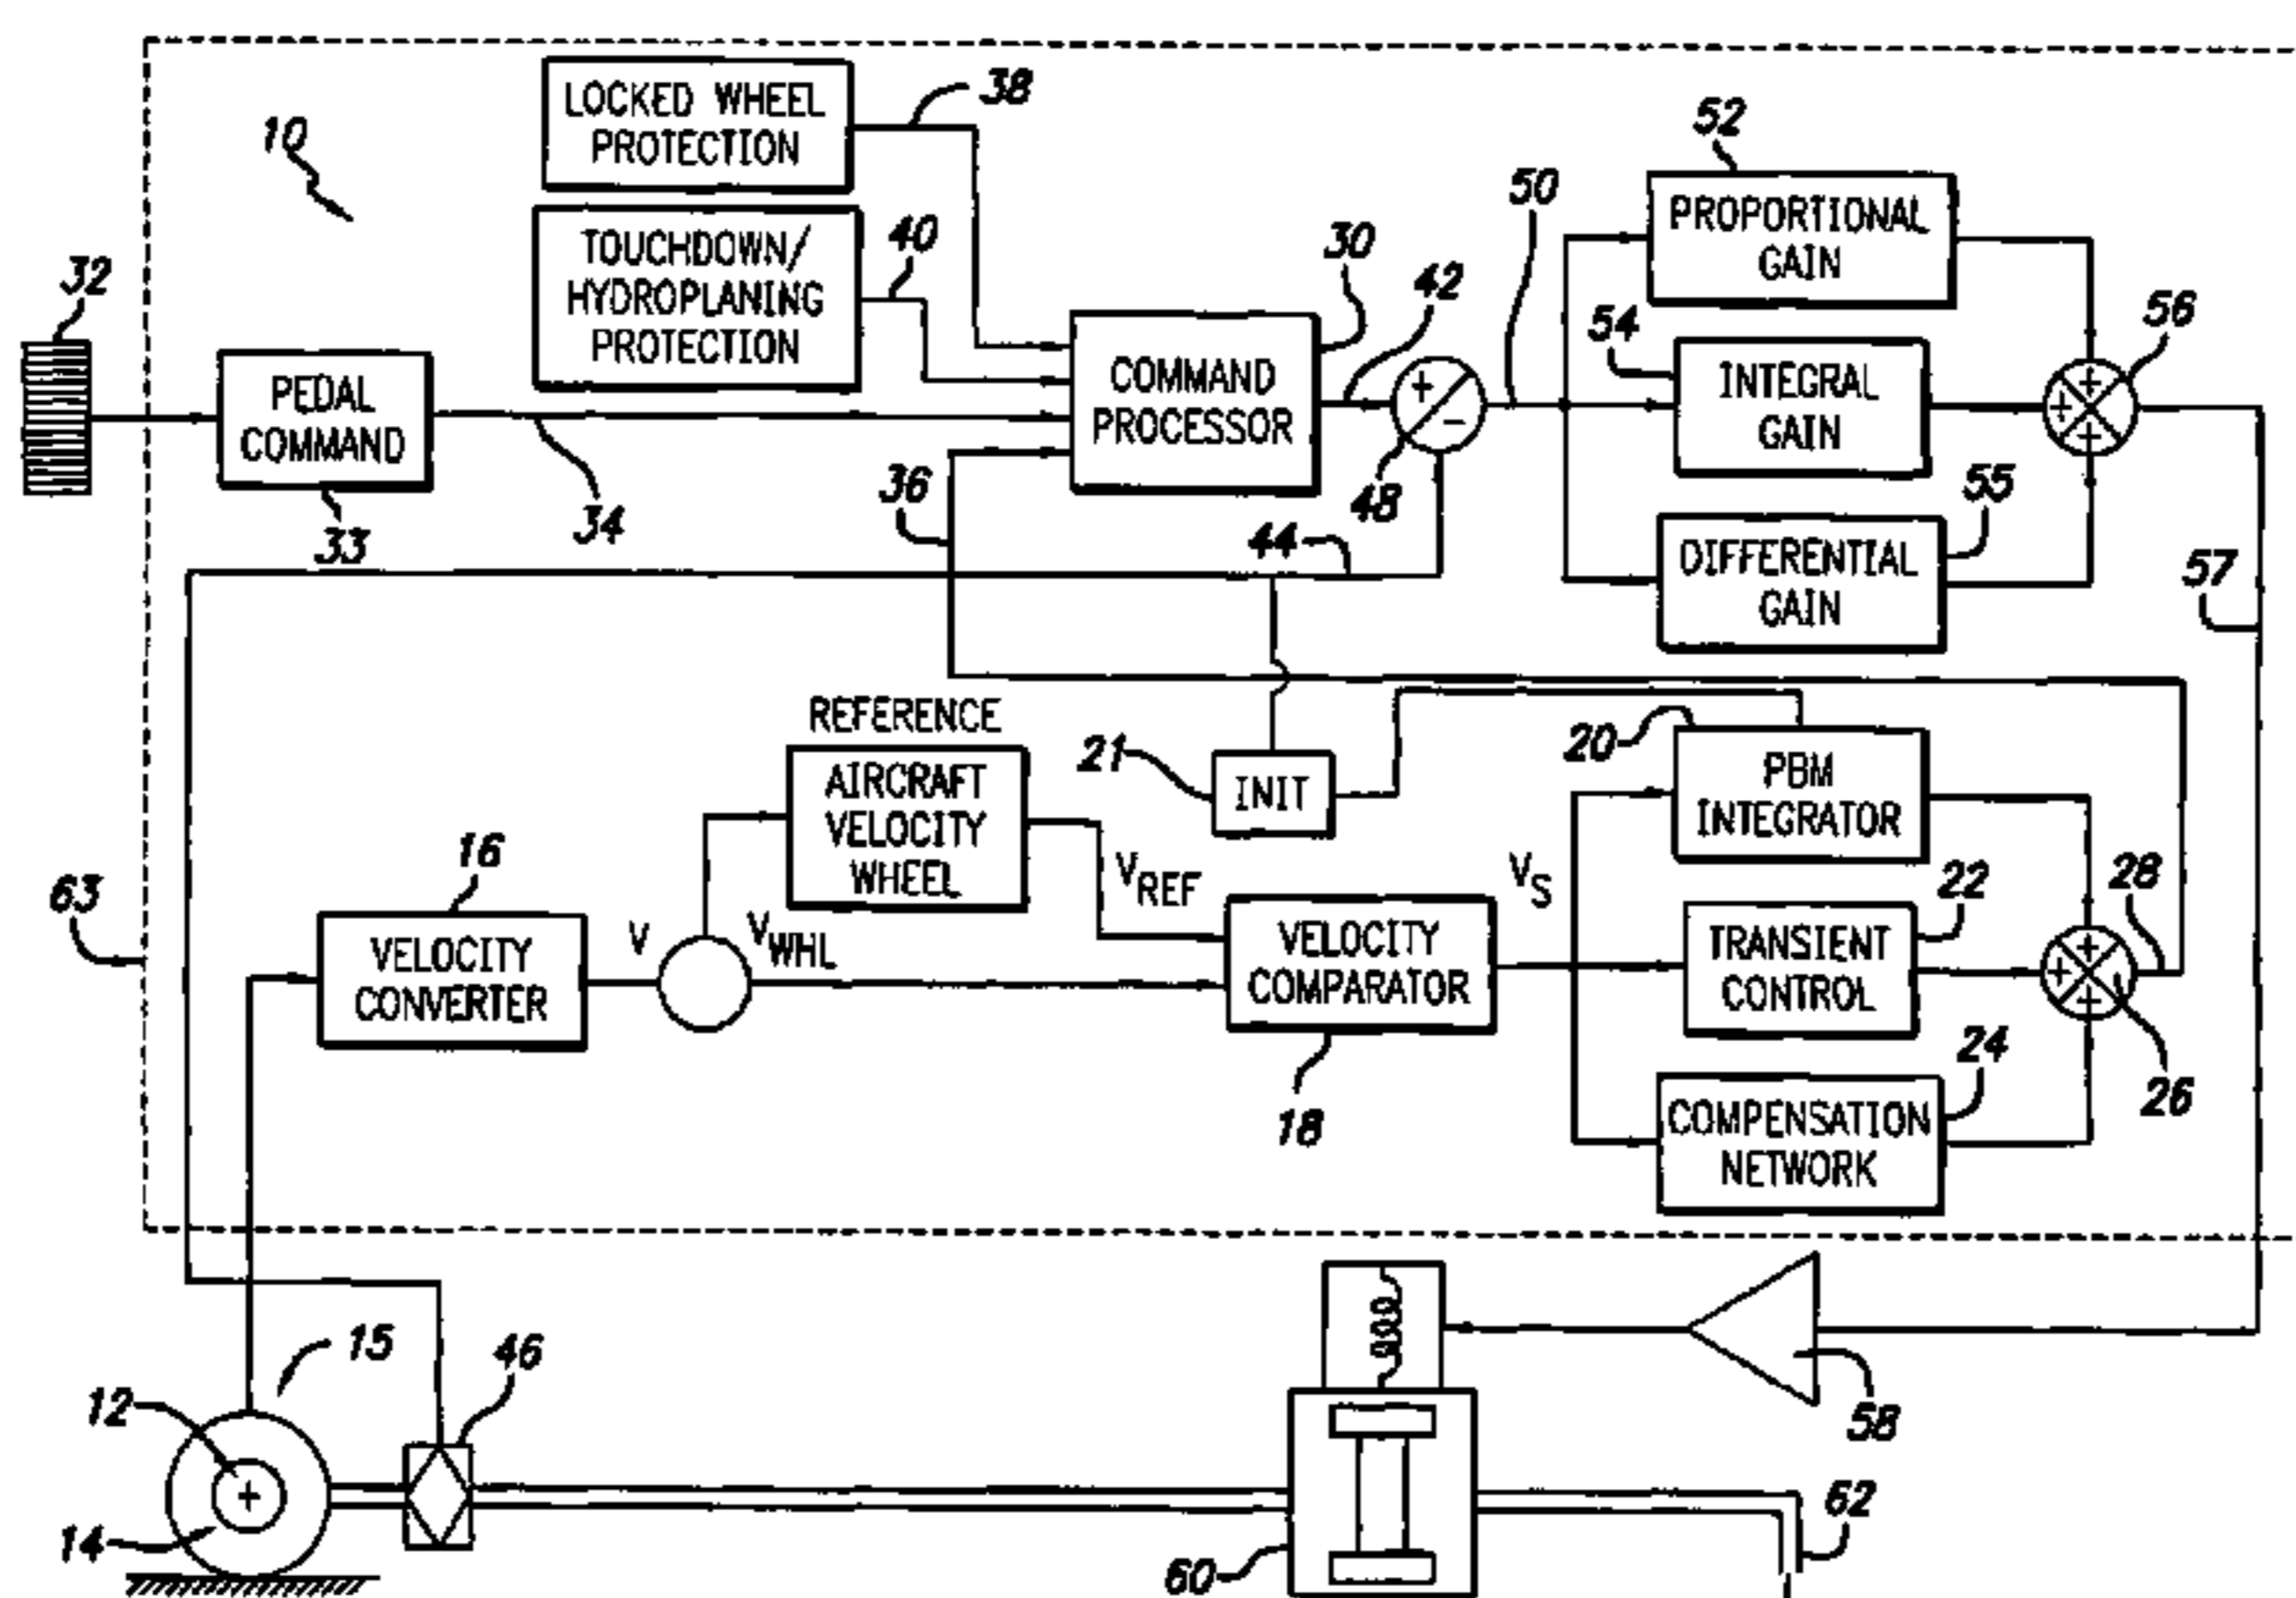 LOCKED WHEEL
PROTECTION
38
10
52
TOUCHDOWN/
HYDROPLANING
PROTECTION
40
50
PROPORTIONAL
GAIN
30
42
32
56
54
PEDAL
COMMAND
COMMAND
PROCESSOR
+
-
INTEGRAL
GAIN
+
+
+
36
48
55
33
34
44
DIFFERENTIAL
GAIN
57
REFERENCE
21
INIT
20
PBM
INTEGRATOR
AIRCRAFT
VELOCITY
WHEEL
16
63
VREF
VS
22
28
VELOCITY
CONVERTER
V
VWHL
VELOCITY
COMPARATOR
TRANSIENT
CONTROL
+
+
+
24
18
COMPENSATION
NETWORK
26
15
46
12
58
+
14
60
62